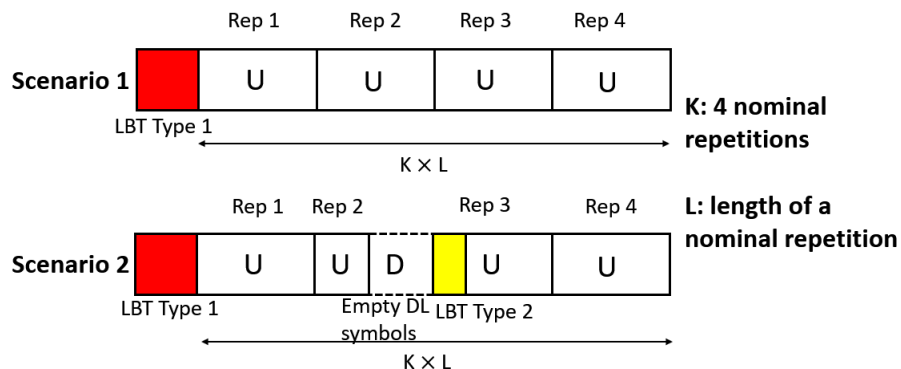 Rep 1 Rep 2 Rep 3 Rep 4
Scenario 1 U U U U
LBT Type 1
K: 4 nominal
repetitions
K × L
Rep 1 Rep 2 Rep 3 Rep 4
L: length of a
nominal repetition
Scenario 2 U U D U U
LBT Type 1 Empty DL LBT Type 2
symbols
K × L